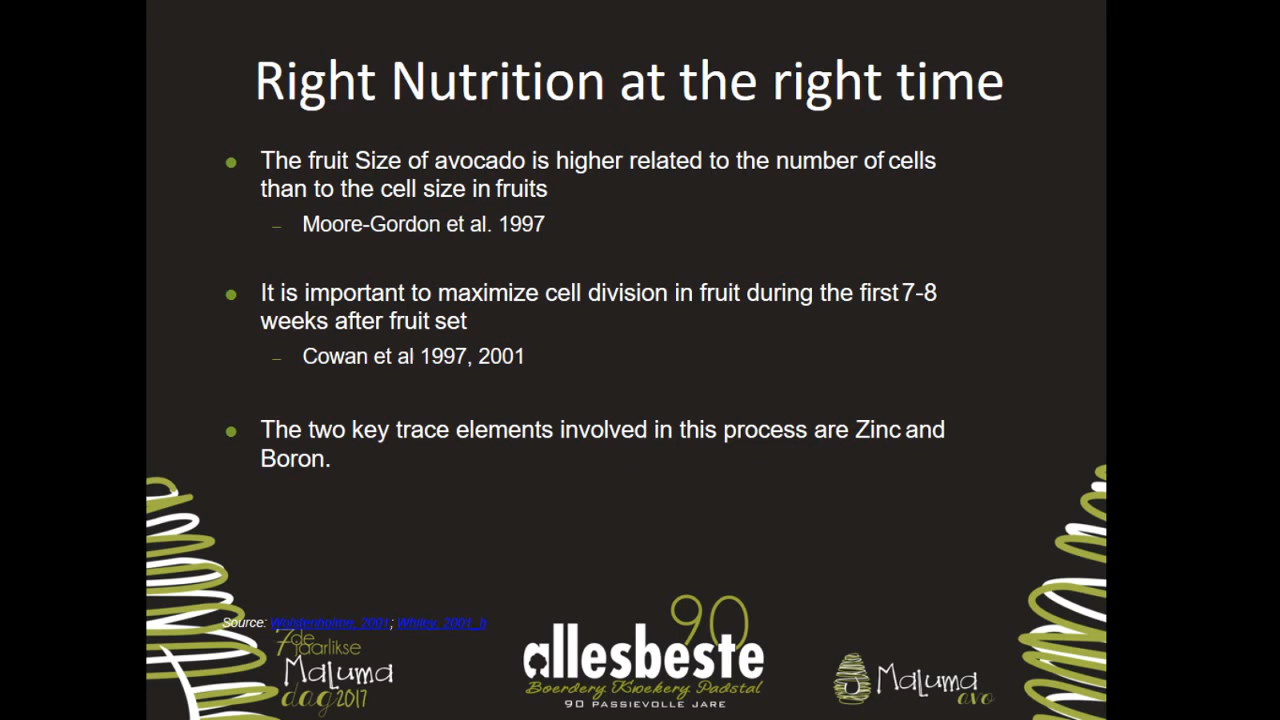 Right Nutrition at the right time
The fruit Size of avocado is higher related to the number of cells
than to the cell size in fruits
– Moore-Gordon et al. 1997
It is important to maximize cell division in fruit during the first 7-8
weeks after fruit set
– Cowan et al 1997, 2001
The two key trace elements involved in this process are Zinc and
Boron.
Source: Wolstenholme, 2001; Whiley, 2001_b
7de
jaarlikse
Maluma
dag 2017
90
allesbeste
Boerdery Kwekery Padstal
90 PASSIEVOLLE JARE
Maluma
avo